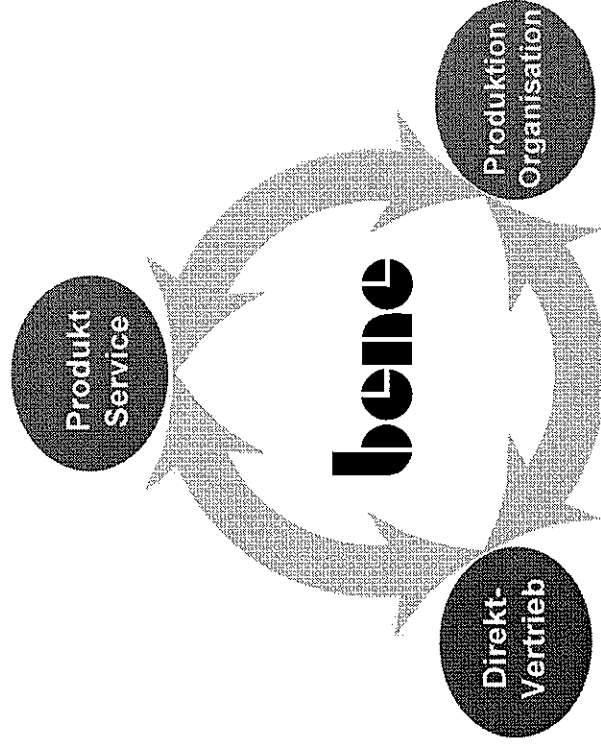 Produkt
Service
bene
Direkt-
Vertrieb
Produktion
Organisation